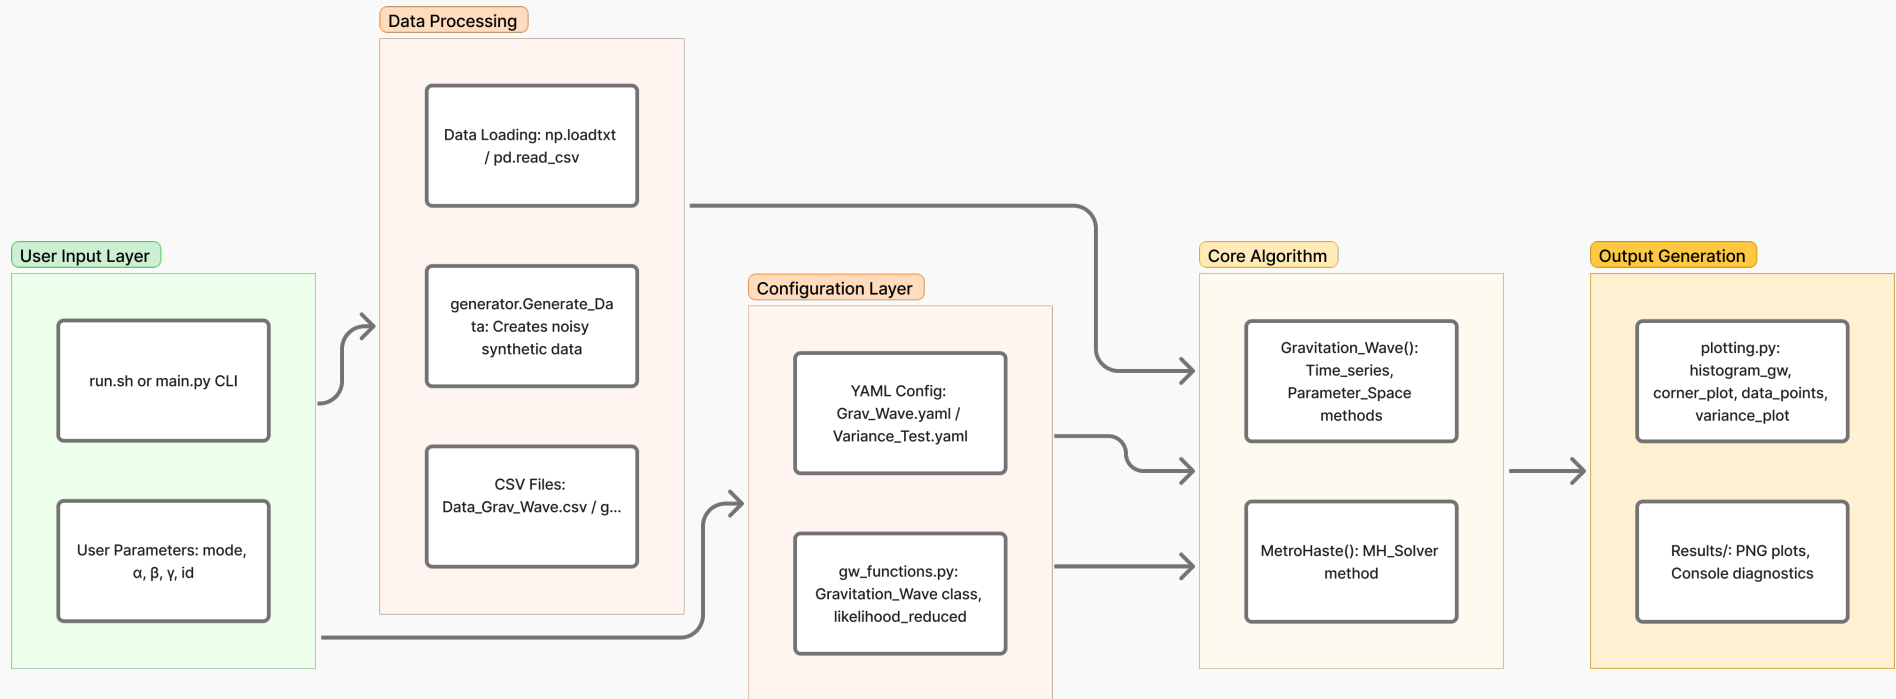 Data Processing
Data Loading: np.loadtxt
/ pd.read_csv
generator.Generate_Da
ta: Creates noisy
synthetic data
CSV Files:
Data_Grav_Wave.csv / g...
User Input Layer
run.sh or main.py CLI
User Parameters: mode,
α, β, γ, id
Configuration Layer
YAML Config:
Grav_Wave.yaml /
Variance_Test.yaml
gw_functions.py:
Gravitation_Wave class,
likelihood_reduced
Core Algorithm
Gravitation_Wave():
Time_series,
Parameter_Space
methods
MetroHaste(): MH_Solver
method
Output Generation
plotting.py:
histogram_gw,
corner_plot, data_points,
variance_plot
Results/: PNG plots,
Console diagnostics